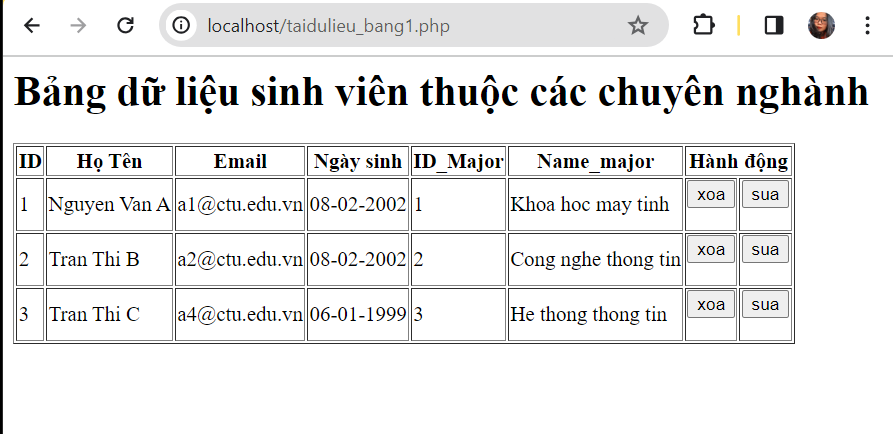 localhost/taidulieu_bang1.php
Bảng dữ liệu sinh viên thuộc các chuyên nghành
ID Họ Tên Email Ngày sinh ID_Major Name_major Hành động
1 Nguyen Van A a1@ctu.edu.vn 08-02-2002 1 Khoa hoc may tinh xoa sua
2 Tran Thi B a2@ctu.edu.vn 08-02-2002 2 Cong nghe thong tin xoa sua
3 Tran Thi C a4@ctu.edu.vn 06-01-1999 3 He thong thong tin xoa sua